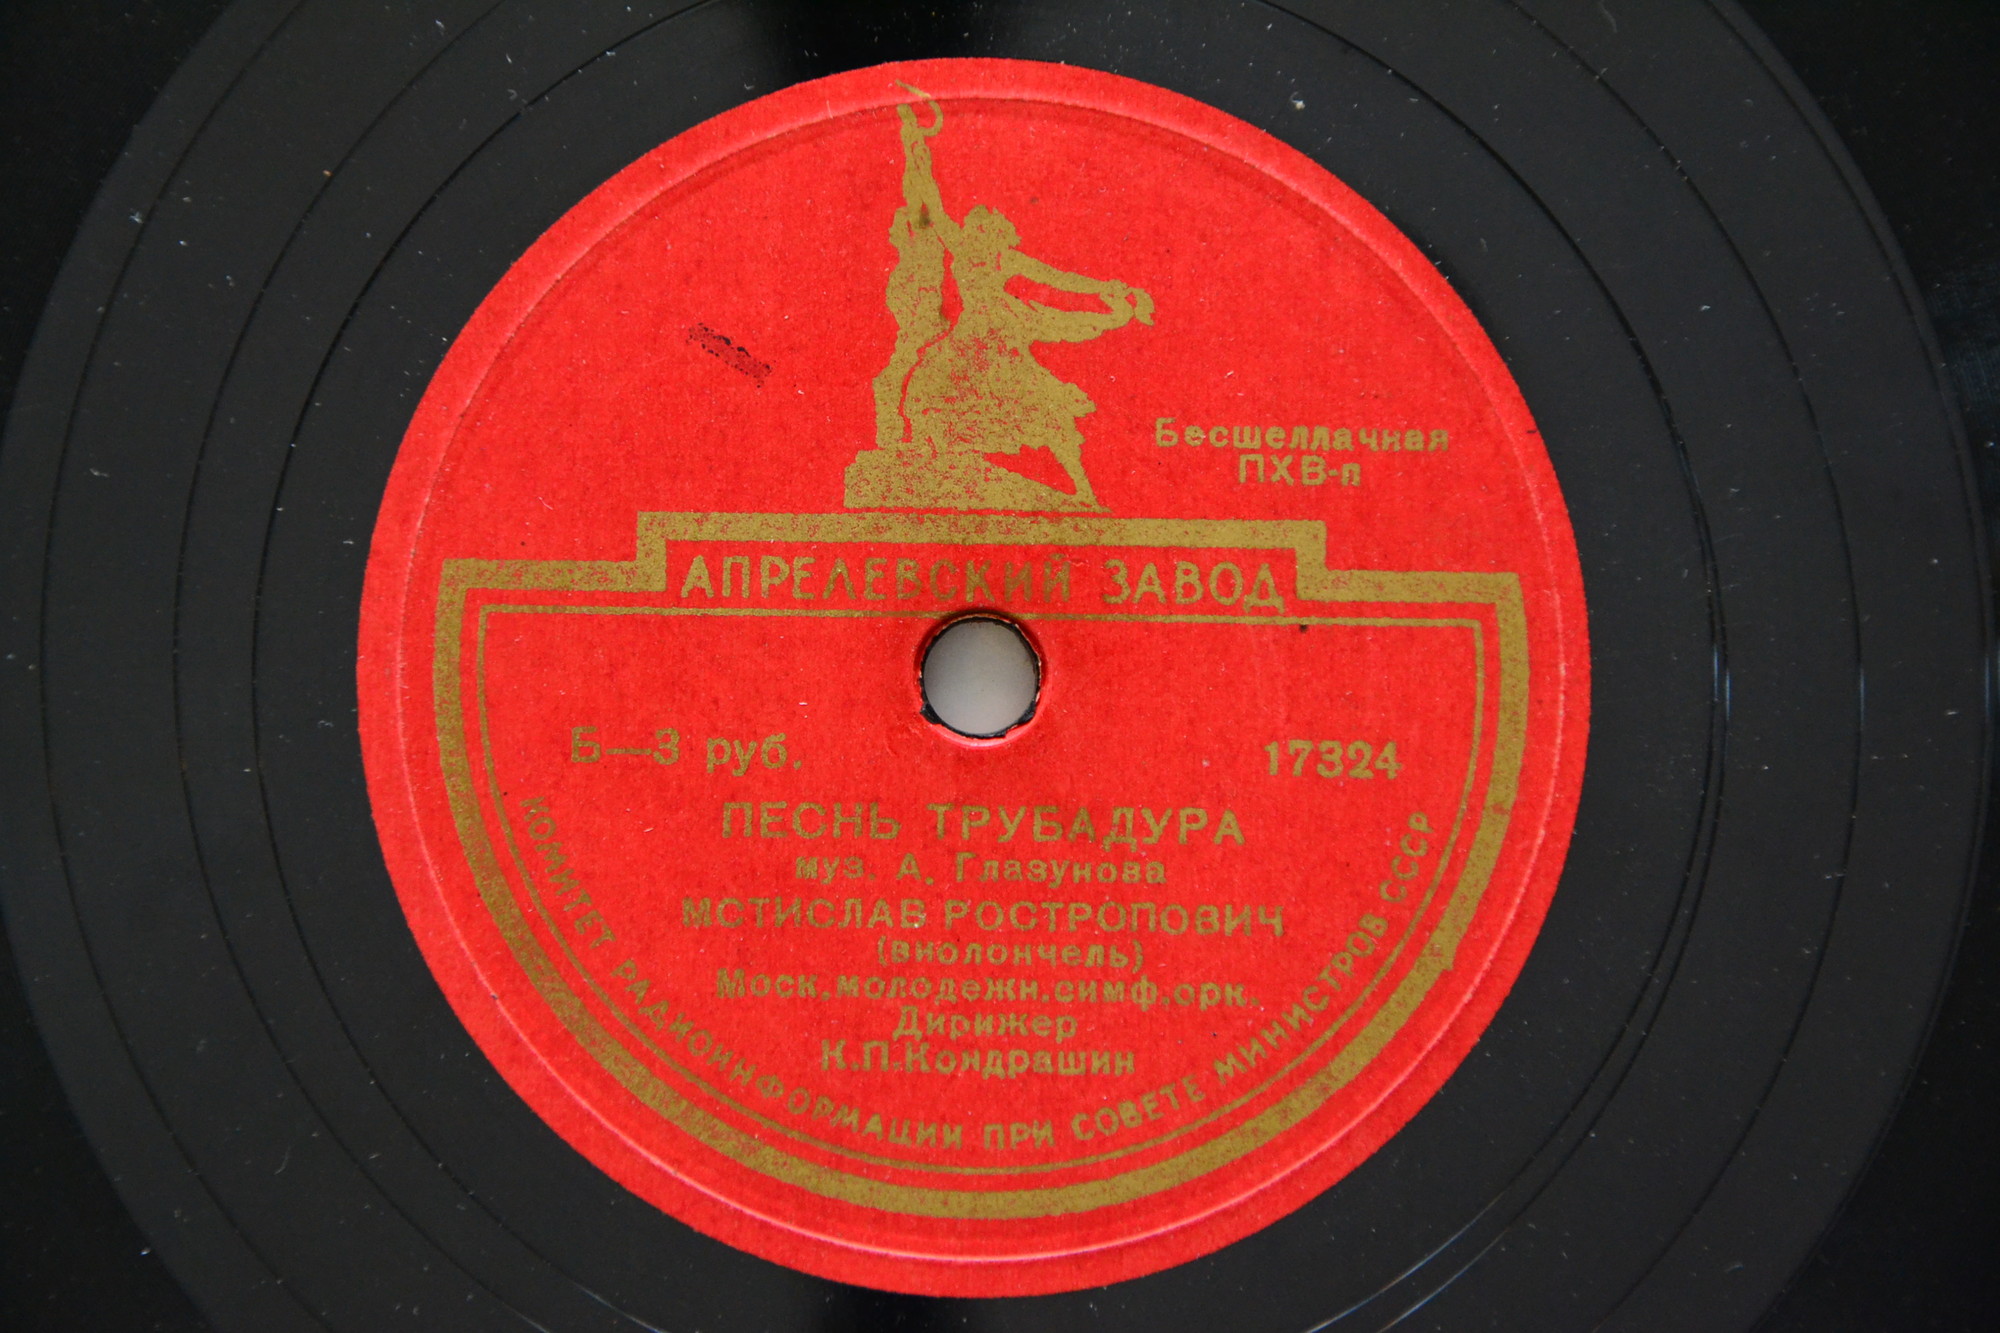 Бесшеллачная
ПХВ-п
АПРЕЛЕВСКИЙ ЗАВОД
Б—3 руб. 17324
ПЕСНЬ ТРУБАДУРА
муз. А. Глазунова
МСТИСЛАВ РОСТРОПОВИЧ
(виолончель)
Моск.молодежн.симф.орк.
Дирижер
К.П.Кондрашин
КОМИТЕТ РАДИОИНФОРМАЦИИ ПРИ СОВЕТЕ МИНИСТРОВ СССР